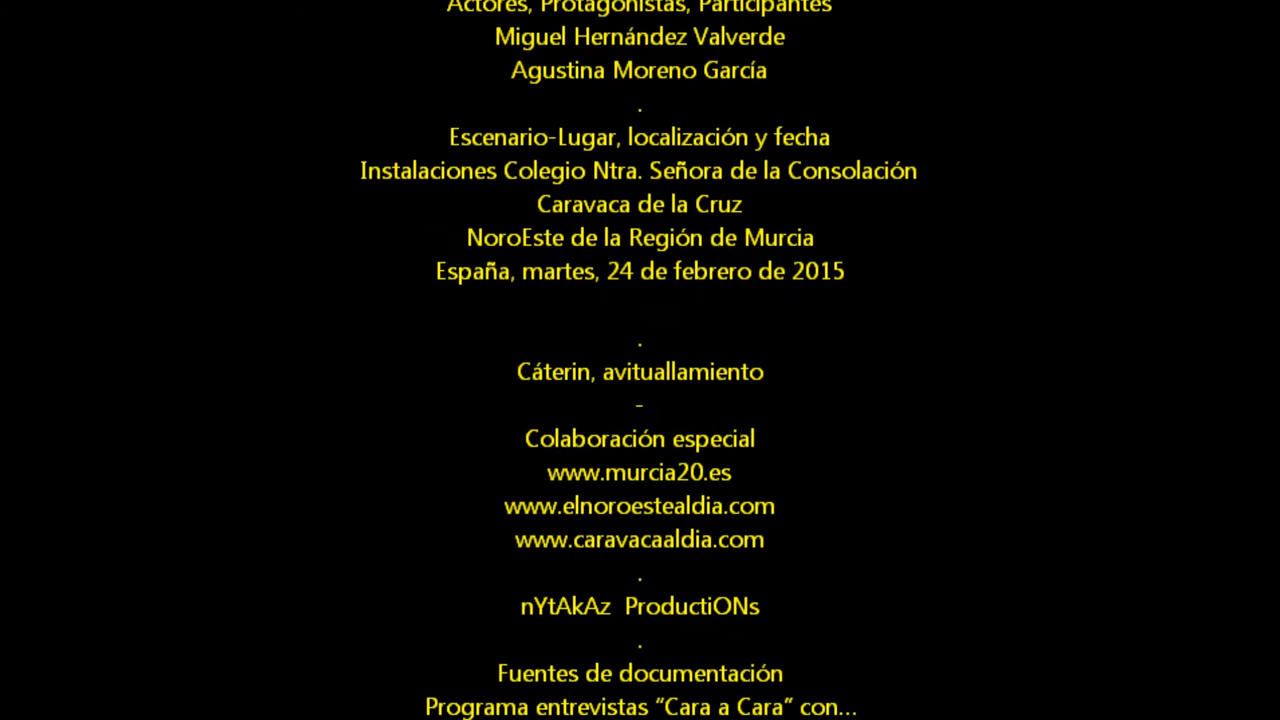 Actores, Protagonistas, Participantes
Miguel Hernández Valverde
Agustina Moreno García
.
Escenario-Lugar, localización y fecha
Instalaciones Colegio Ntra. Señora de la Consolación
Caravaca de la Cruz
NoroEste de la Región de Murcia
España, martes, 24 de febrero de 2015
.
Cáterin, avituallamiento
-
Colaboración especial
www.murcia20.es
www.elnoroestealdia.com
www.caravacaaldia.com
.
nYtAkAz  ProductiONs
.
Fuentes de documentación
Programa entrevistas “Cara a Cara” con...